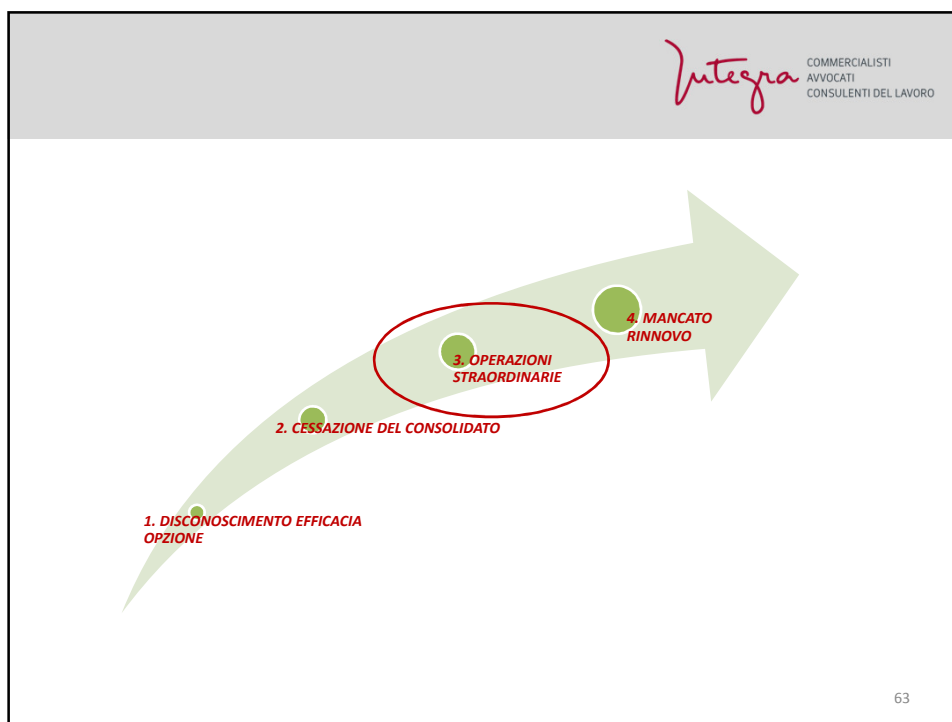 Integra
COMMERCIALISTI
AVVOCATI
CONSULENTI DEL LAVORO
4. MANCATO
RINNOVO
3. OPERAZIONI
STRAORDINARIE
2. CESSAZIONE DEL CONSOLIDATO
1. DISCONOSCIMENTO EFFICACIA
OPZIONE
63